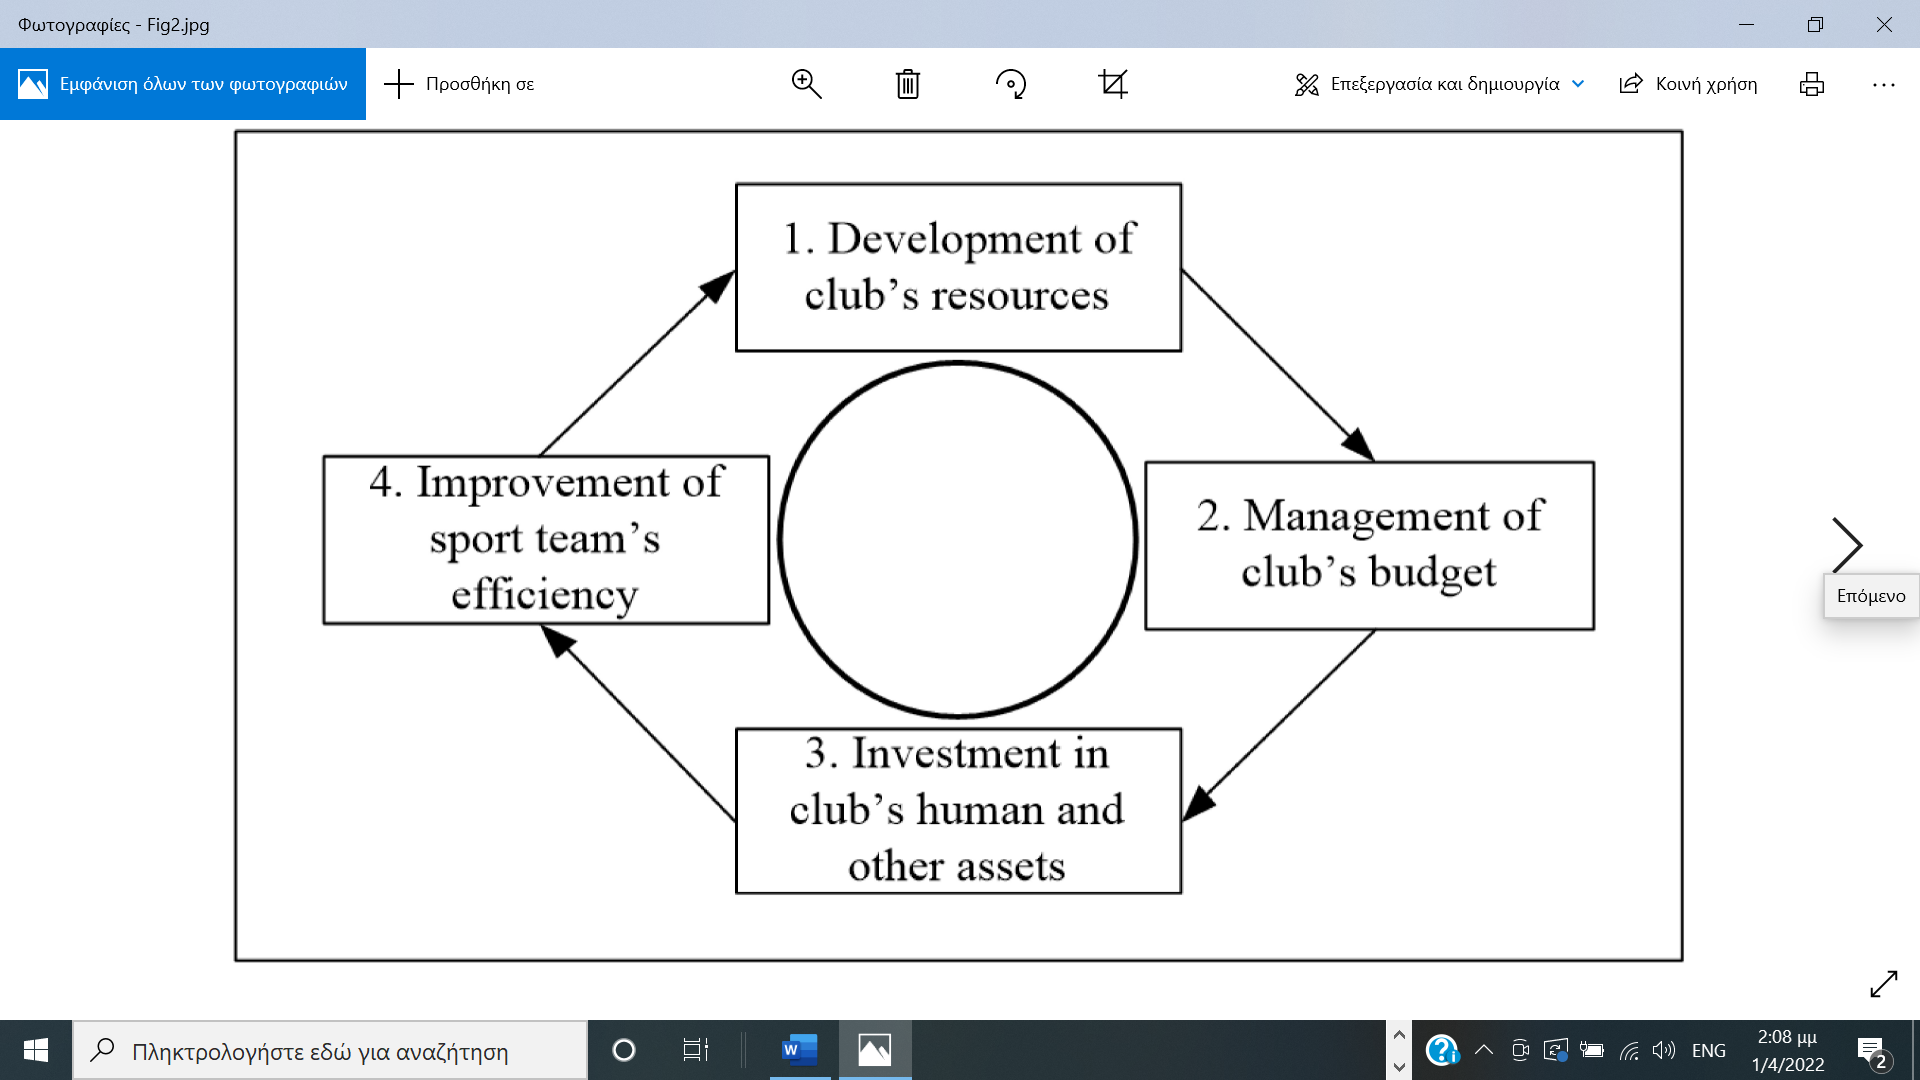 Φωτογραφίες - Fig2.jpg
Εμφάνιση όλων των φωτογραφιών
Προσθήκη σε
Επεξεργασία και δημιουργία
Κοινή χρήση
1. Development of
club’s resources
4. Improvement of
sport team’s
efficiency
2. Management of
club’s budget
Επόμενο
3. Investment in
club’s human and
other assets
Πληκτρολογήστε εδώ για αναζήτηση
W
ENG
2:08 μμ
1/4/2022
2